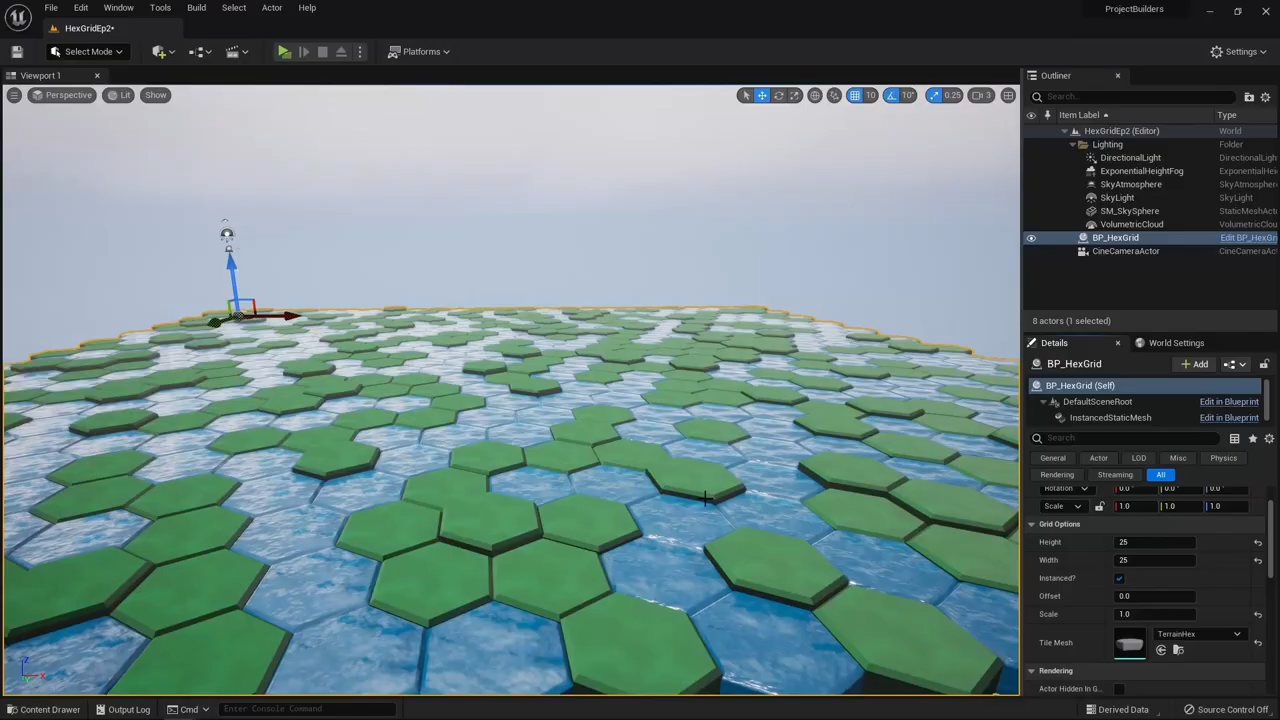 File Edit Window Tools Build Select Actor Help
ProjectBuilders
HexGridEp2*
Select Mode
Platforms
Settings
Viewport 1
Perspective Lit Show
10 10° 0.25 3
Outliner
Search...
Item Label Type
HexGridEp2 (Editor) World
Lighting Folder
DirectionalLight DirectionalLigh
ExponentialHeightFog ExponentialHei
SkyAtmosphere SkyAtmosphere
SkyLight SkyLight
SM_SkySphere StaticMeshActo
VolumetricCloud VolumetricClou
BP_HexGrid Edit BP_HexGri
CineCameraActor CineCameraActor
8 actors (1 selected)
Details World Settings
BP_HexGrid Add
BP_HexGrid (Self)
DefaultSceneRoot Edit in Blueprint
InstancedStaticMesh Edit in Blueprint
Search
General Actor LOD Misc Physics
Rendering Streaming All
Rotation 0.0° 0.0° 0.0°
Scale 1.0 1.0 1.0
Grid Options
Height 25
Width 25
Instanced?
Offset 0.0
Scale 1.0
Tile Mesh TerrainHex
Rendering
Actor Hidden In G...
Z X
Content Drawer Output Log Cmd Enter Console Command Derived Data Source Control Off